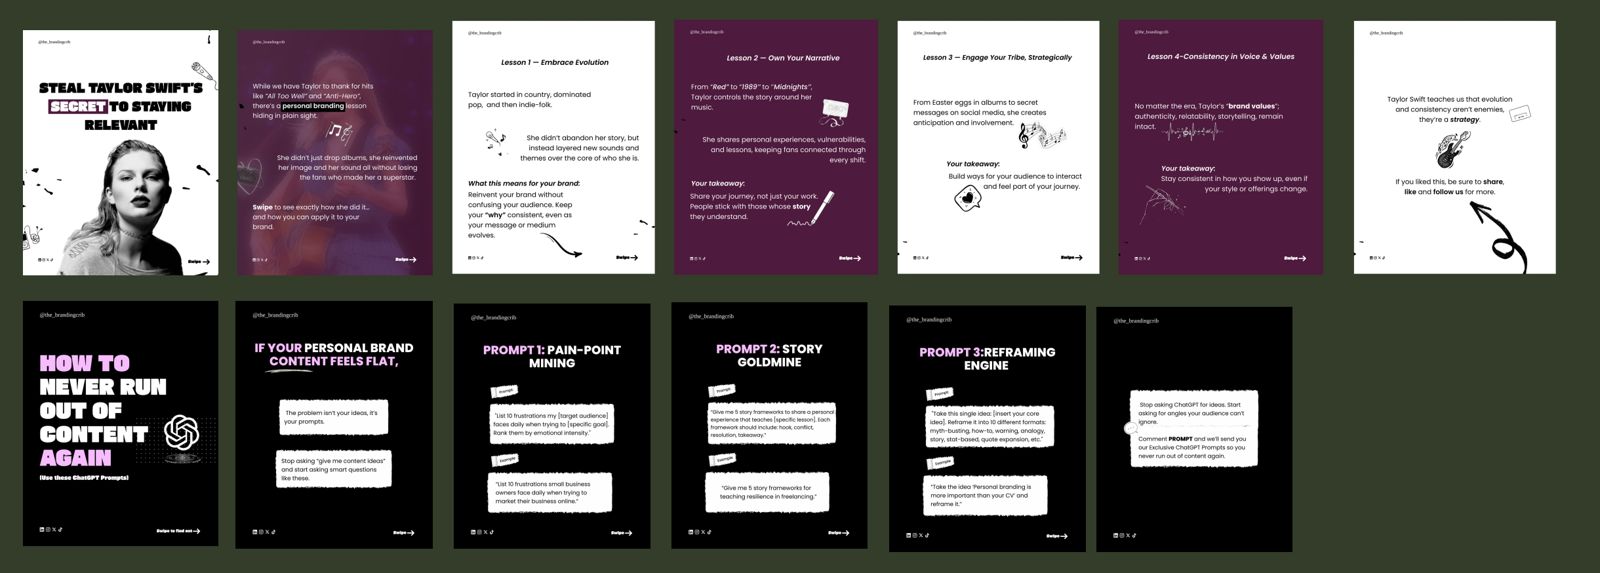 @the_brandingcrib
STEAL TAYLOR SWIFT'S
SECRET TO STAYING
RELEVANT
Swipe
@the_brandingcrib
While we have Taylor to thank for hits
like "All Too Well" and "Anti-Hero",
there's a personal branding lesson
hiding in plain sight.
She didn't just drop albums, she reinvented
her image and her sound all without losing
the fans who made her a superstar.
Swipe to see exactly how she did it...
and how you can apply it to your
brand.
Swipe
@the_brandingcrib
Lesson 1 — Embrace Evolution
Taylor started in country, dominated
pop, and then indie-folk.
She didn't abandon her story, but
instead layered new sounds and
themes over the core of who she is.
What this means for your brand:
Reinvent your brand without
confusing your audience. Keep
your "why" consistent, even as
your message or medium
evolves.
Swipe
@the_brandingcrib
Lesson 2 — Own Your Narrative
From "Red" to "1989" to "Midnights",
Taylor controls the story around her
music.
She shares personal experiences, vulnerabilities,
and lessons, keeping fans connected through
every shift.
Your takeaway:
Share your journey, not just your work.
People stick with those whose story
they understand.
Swipe
@the_brandingcrib
Lesson 3 — Engage Your Tribe, Strategically
From Easter eggs in albums to secret
messages on social media, she creates
anticipation and involvement.
Your takeaway:
Build ways for your audience to interact
and feel part of your journey.
Swipe
@the_brandingcrib
Lesson 4–Consistency in Voice & Values
No matter the era, Taylor's "brand values";
authenticity, relatability, storytelling, remain
intact.
Your takeaway:
Stay consistent in how you show up, even if
your style or offerings change.
Swipe
@the_brandingcrib
Taylor Swift teaches us that evolution
and consistency aren't enemies,
they're a strategy.
If you liked this, be sure to share,
like and follow us for more.
@the_brandingcrib
HOW TO
NEVER RUN
OUT OF
CONTENT
AGAIN
(Use these ChatGPT Prompts)
Swipe to find out
@the_brandingcrib
IF YOUR PERSONAL BRAND
CONTENT FEELS FLAT,
The problem isn't your ideas, it's
your prompts.
Stop asking "give me content ideas"
and start asking smart questions
like these.
Swipe
@the_brandingcrib
PROMPT 1: PAIN-POINT
MINING
Prompt:
"List 10 frustrations my [target audience]
faces daily when trying to [specific goal].
Rank them by emotional intensity."
Example
"List 10 frustrations small business
owners face daily when trying to
market their business online."
Swipe
@the_brandingcrib
PROMPT 2: STORY
GOLDMINE
Prompt:
"Give me 5 story frameworks to share a personal
experience that teaches [specific lesson]. Each
framework should include: hook, conflict,
resolution, takeaway."
Example
"Give me 5 story frameworks for
teaching resilience in freelancing."
Swipe
@the_brandingcrib
PROMPT 3:REFRAMING
ENGINE
Prompt:
"Take this single idea: [insert your core
idea]. Reframe it into 10 different formats:
myth-busting, how-to, warning, analogy,
story, stat-based, quote expansion, etc."
Example
"Take the idea 'Personal branding is
more important than your CV' and
reframe it."
Swipe
@the_brandingcrib
Stop asking ChatGPT for ideas. Start
asking for angles your audience can't
ignore.
Comment PROMPT and we'll send you
our Exclusive ChatGPT Prompts so you
never run out of content again.